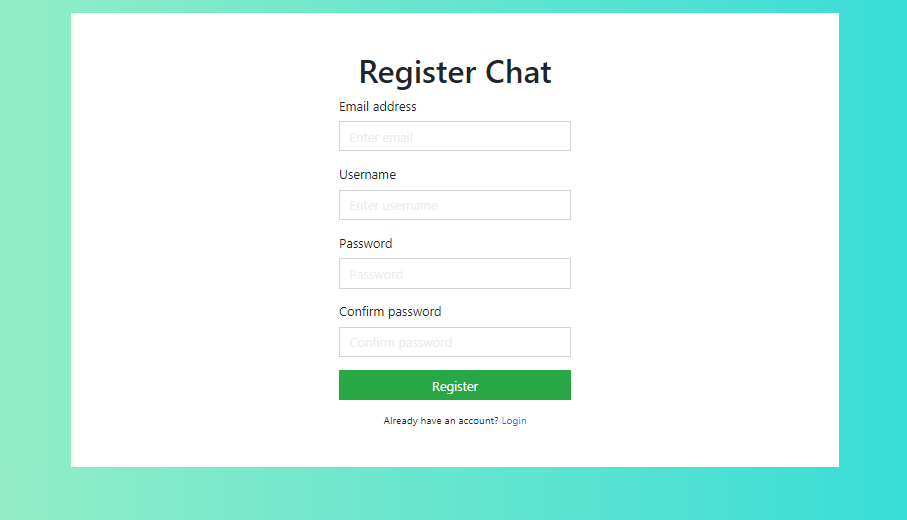 Register Chat
Email address
Enter email
Username
Enter username
Password
Password
Confirm password
Confirm password
Register
Already have an account? Login